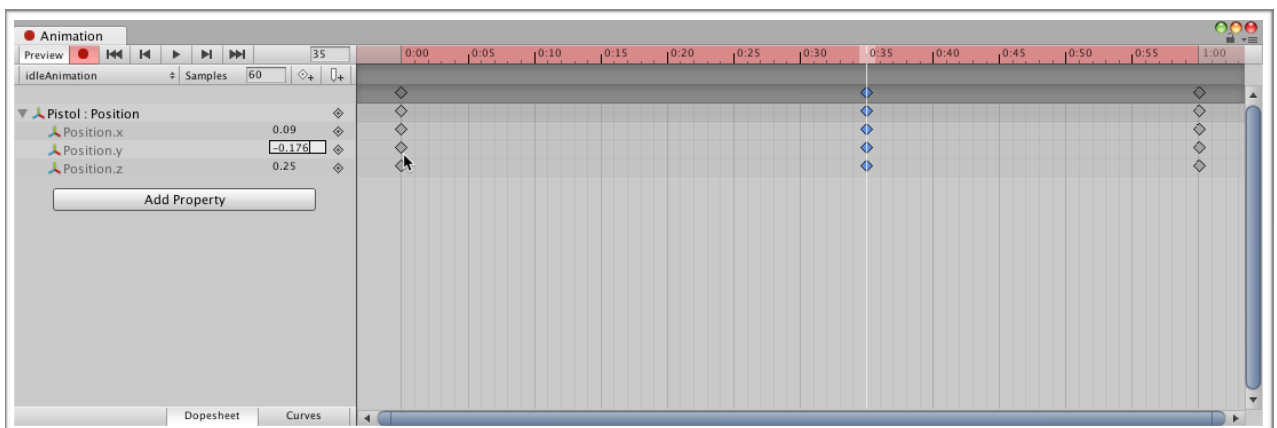 Animation
Preview 35 0:00 0:05 0:10 0:15 0:20 0:25 0:30 0:35 0:40 0:45 0:50 0:55 1:00
idleAnimation Samples 60
Pistol : Position
Position.x 0.09
Position.y -0.176
Position.z 0.25
Add Property
Dopesheet Curves